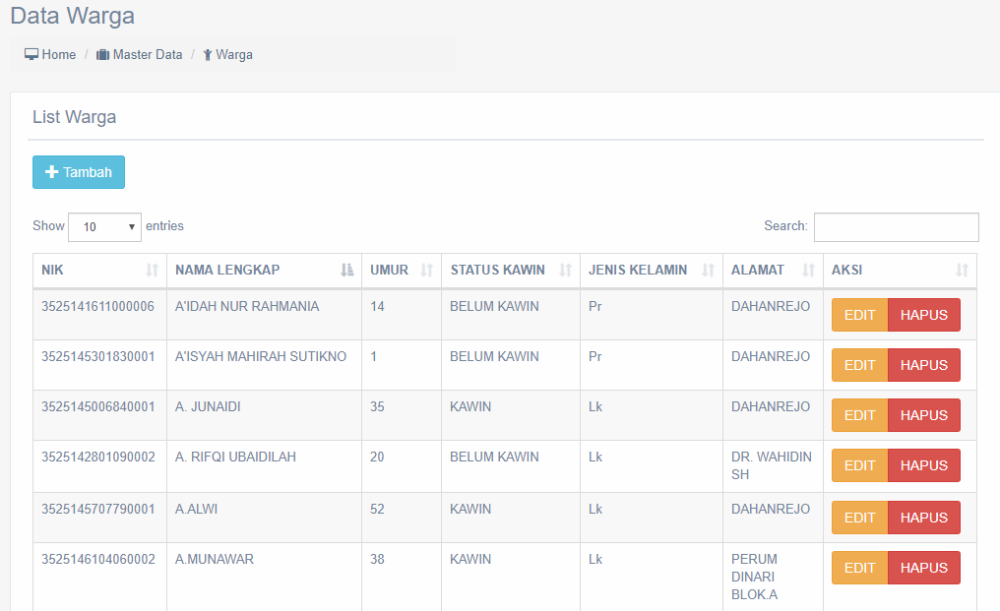 Data Warga
Home / Master Data / Warga
List Warga
Tambah
Show 10 entries Search:
NIK NAMA LENGKAP UMUR STATUS KAWIN JENIS KELAMIN ALAMAT AKSI
3525141611000006 A'IDAH NUR RAHMANIA 14 BELUM KAWIN Pr DAHANREJO EDIT HAPUS
3525145301830001 A'ISYAH MAHIRAH SUTIKNO 1 BELUM KAWIN Pr DAHANREJO EDIT HAPUS
3525145006840001 A. JUNAIDI 35 KAWIN Lk DAHANREJO EDIT HAPUS
3525142801090002 A. RIFQI UBAIDILAH 20 BELUM KAWIN Lk DR. WAHIDIN EDIT HAPUS
SH
3525145707790001 A.ALWI 52 KAWIN Lk DAHANREJO EDIT HAPUS
3525146104060002 A.MUNAWAR 38 KAWIN Lk PERUM EDIT HAPUS
DINARI
BLOK.A